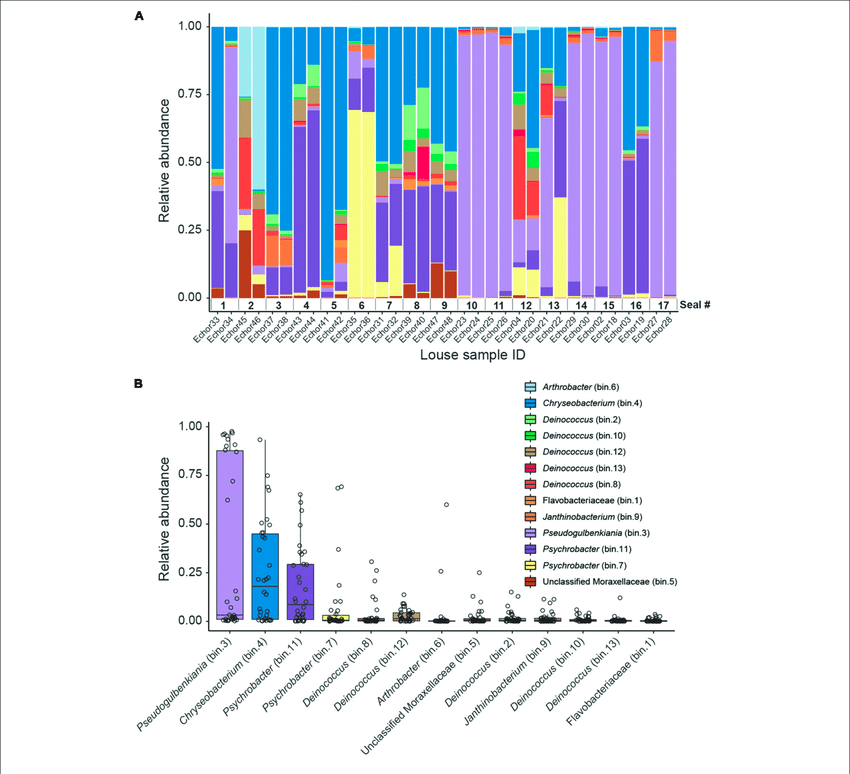 A
1.00
0.75
0.50
0.25
0.00
Relative abundance
1 2 3 4 5 6 7 8 9 10 11 12 13 14 15 16 17 Seal #
Echor33 Echor34 Echor45 Echor46 Echor37 Echor38 Echor43 Echor44 Echor41 Echor42 Echor35 Echor36 Echor31 Echor32 Echor39 Echor40 Echor47 Echor48 Echor23 Echor24 Echor25 Echor26 Echor04 Echor20 Echor21 Echor22 Echor29 Echor30 Echor02 Echor18 Echor03 Echor19 Echor27 Echor28
Louse sample ID
B
1.00
0.75
0.50
0.25
0.00
Relative abundance
Arthrobacter (bin.6)
Chryseobacterium (bin.4)
Deinococcus (bin.2)
Deinococcus (bin.10)
Deinococcus (bin.12)
Deinococcus (bin.13)
Deinococcus (bin.8)
Flavobacteriaceae (bin.1)
Janthinobacterium (bin.9)
Pseudogulbenkiania (bin.3)
Psychrobacter (bin.11)
Psychrobacter (bin.7)
Unclassified Moraxellaceae (bin.5)
Pseudogulbenkiania (bin.3)
Chryseobacterium (bin.4)
Psychrobacter (bin.11)
Psychrobacter (bin.7)
Deinococcus (bin.8)
Deinococcus (bin.12)
Arthrobacter (bin.6)
Unclassified Moraxellaceae (bin.5)
Deinococcus (bin.2)
Janthinobacterium (bin.9)
Deinococcus (bin.10)
Deinococcus (bin.13)
Flavobacteriaceae (bin.1)